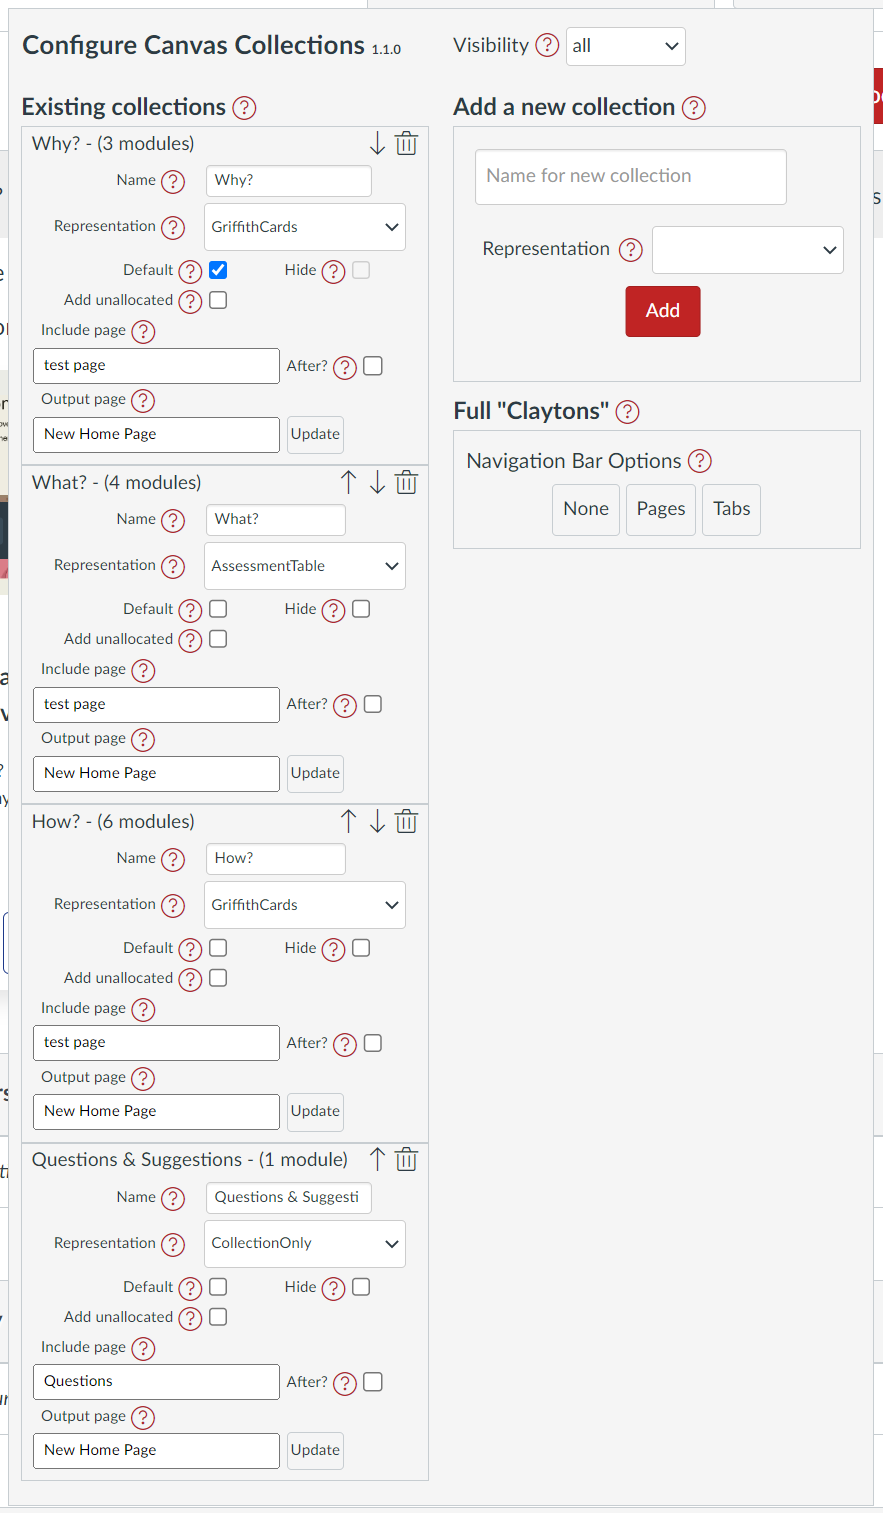 Configure Canvas Collections 1.1.0
Visibility ? all
Existing collections ?
Why? - (3 modules)
Name ? Why?
Representation ? GriffithCards
Default ? Hide ?
Add unallocated ?
Include page ?
test page After? ?
Output page ?
New Home Page Update
What? - (4 modules)
Name ? What?
Representation ? AssessmentTable
Default ? Hide ?
Add unallocated ?
Include page ?
test page After? ?
Output page ?
New Home Page Update
How? - (6 modules)
Name ? How?
Representation ? GriffithCards
Default ? Hide ?
Add unallocated ?
Include page ?
test page After? ?
Output page ?
New Home Page Update
Questions & Suggestions - (1 module)
Name ? Questions & Suggesti
Representation ? CollectionOnly
Default ? Hide ?
Add unallocated ?
Include page ?
Questions After? ?
Output page ?
New Home Page Update
Add a new collection ?
Name for new collection
Representation ?
Add
Full "Claytons" ?
Navigation Bar Options ?
None Pages Tabs